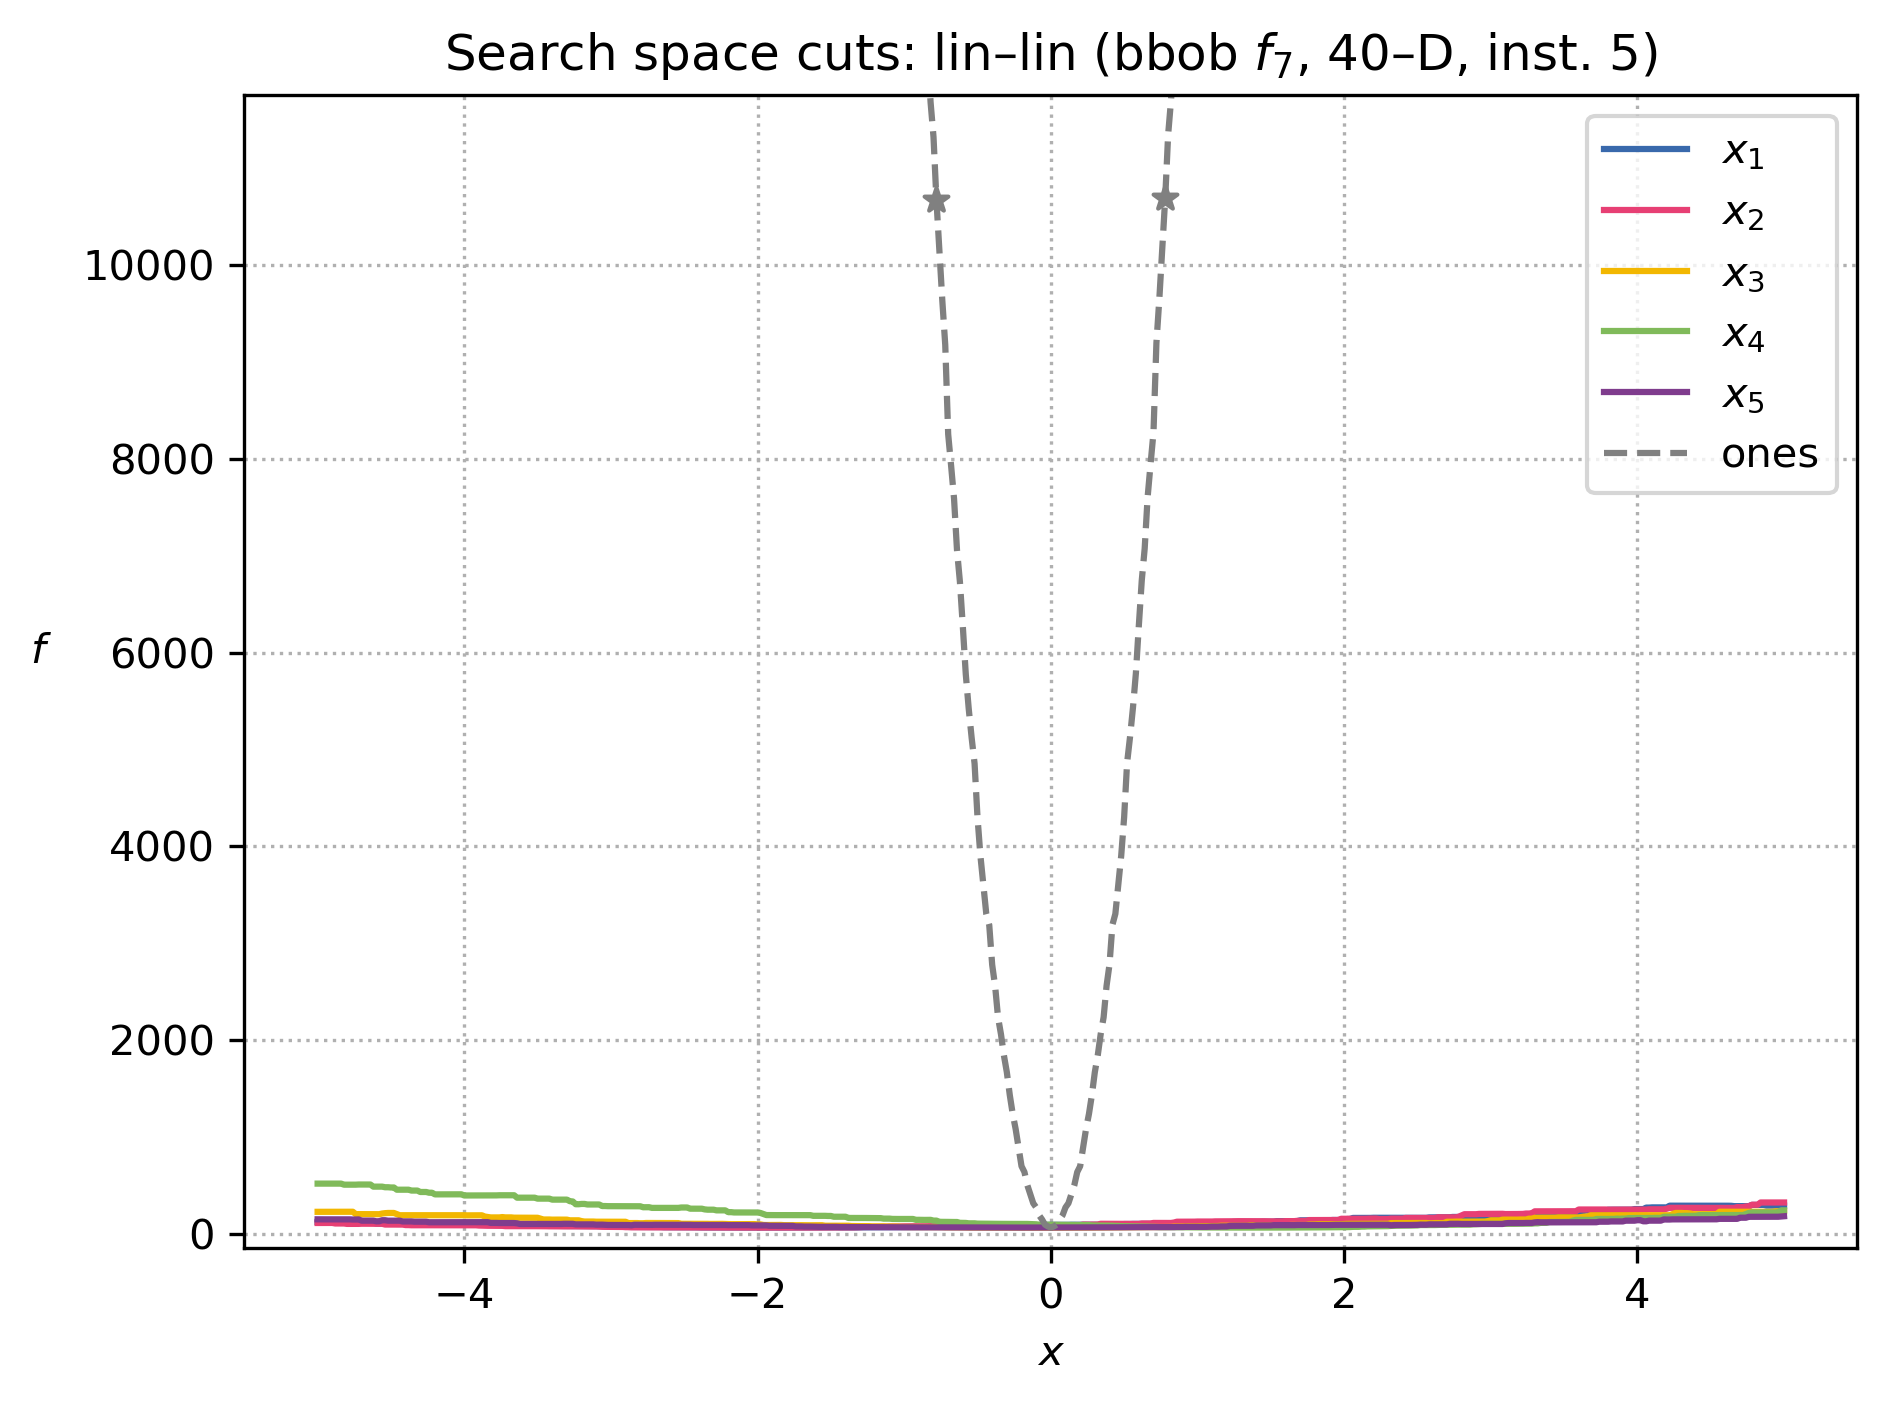 Search space cuts: lin–lin (bbob f₇, 40–D, inst. 5)
x₁
x₂
x₃
x₄
x₅
ones
10000
8000
6000
4000
2000
0
f
−4 −2 0 2 4
x